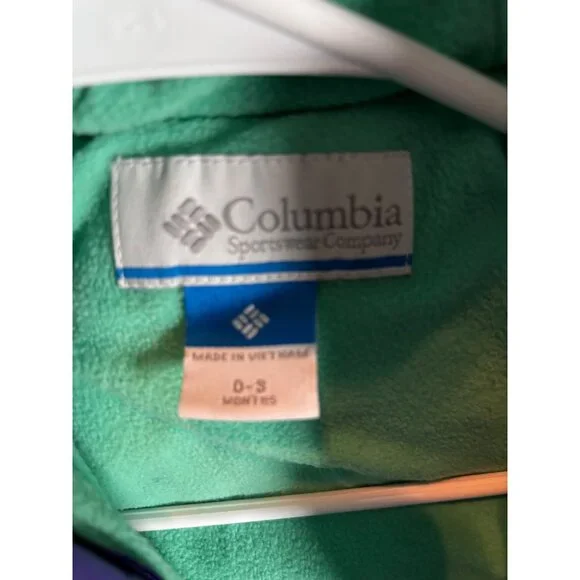 Columbia
Sportswear Company
MADE IN VIETNAM
0-3
MONTHS